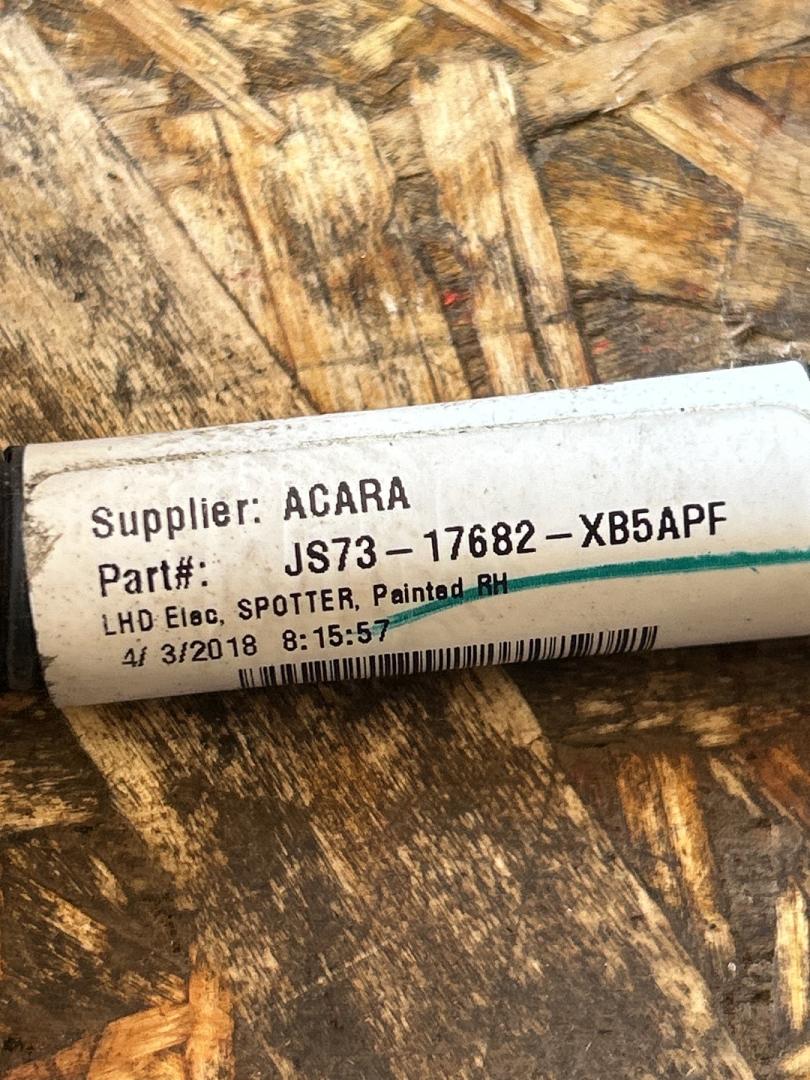 Supplier: ACARA
Part#: JS73-17682-XB5APF
LHD Elec, SPOTTER, Painted RH
4/ 3/2018 8:15:57